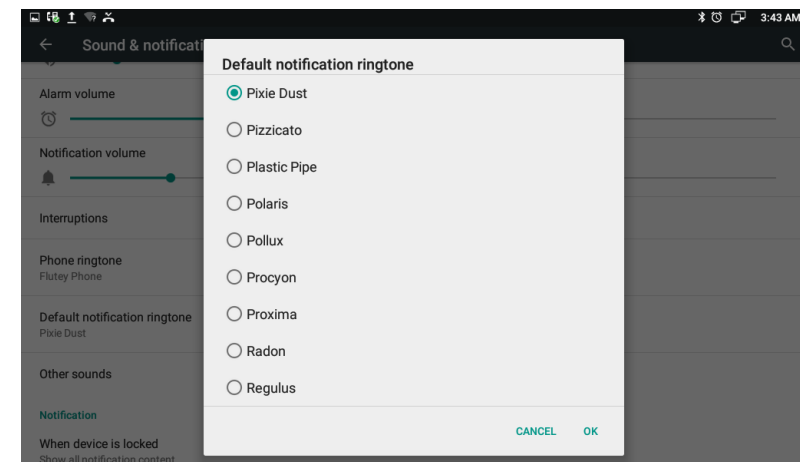 3:43 AM
Sound & notificati
Default notification ringtone
Pixie Dust
Pizzicato
Plastic Pipe
Polaris
Pollux
Procyon
Proxima
Radon
Regulus
CANCEL OK
Alarm volume
Notification volume
Interruptions
Phone ringtone
Flutey Phone
Default notification ringtone
Pixie Dust
Other sounds
Notification
When device is locked
Show all notification content